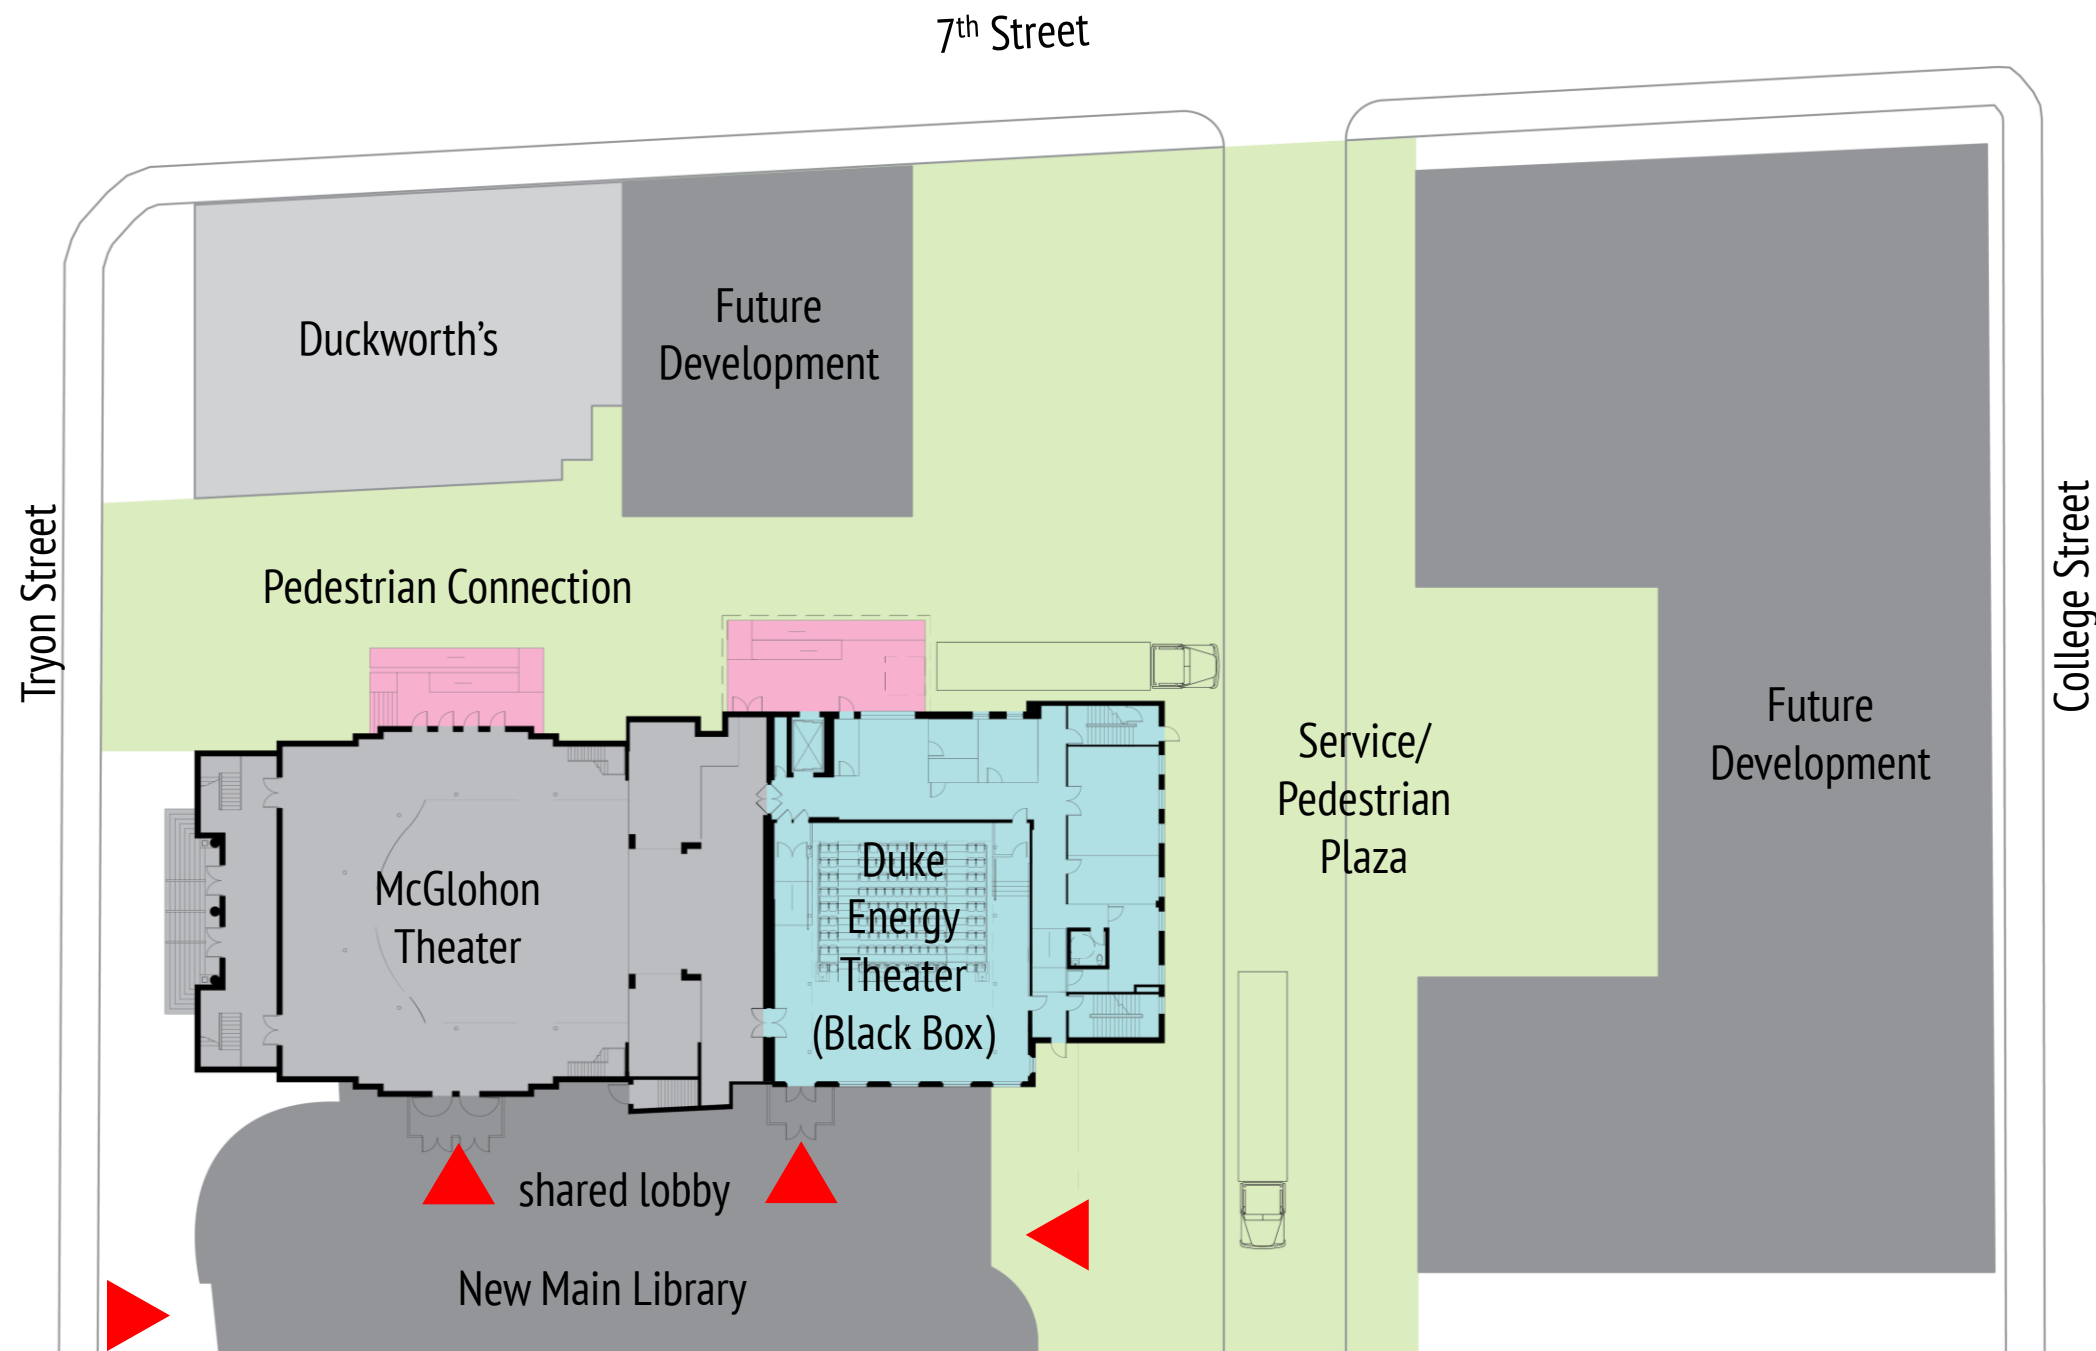 7th Street
Duckworth's
Future
Development
Tryon Street
Pedestrian Connection
College Street
Future
Development
Service/
Pedestrian
Plaza
McGlohon
Theater
Duke
Energy
Theater
(Black Box)
shared lobby
New Main Library